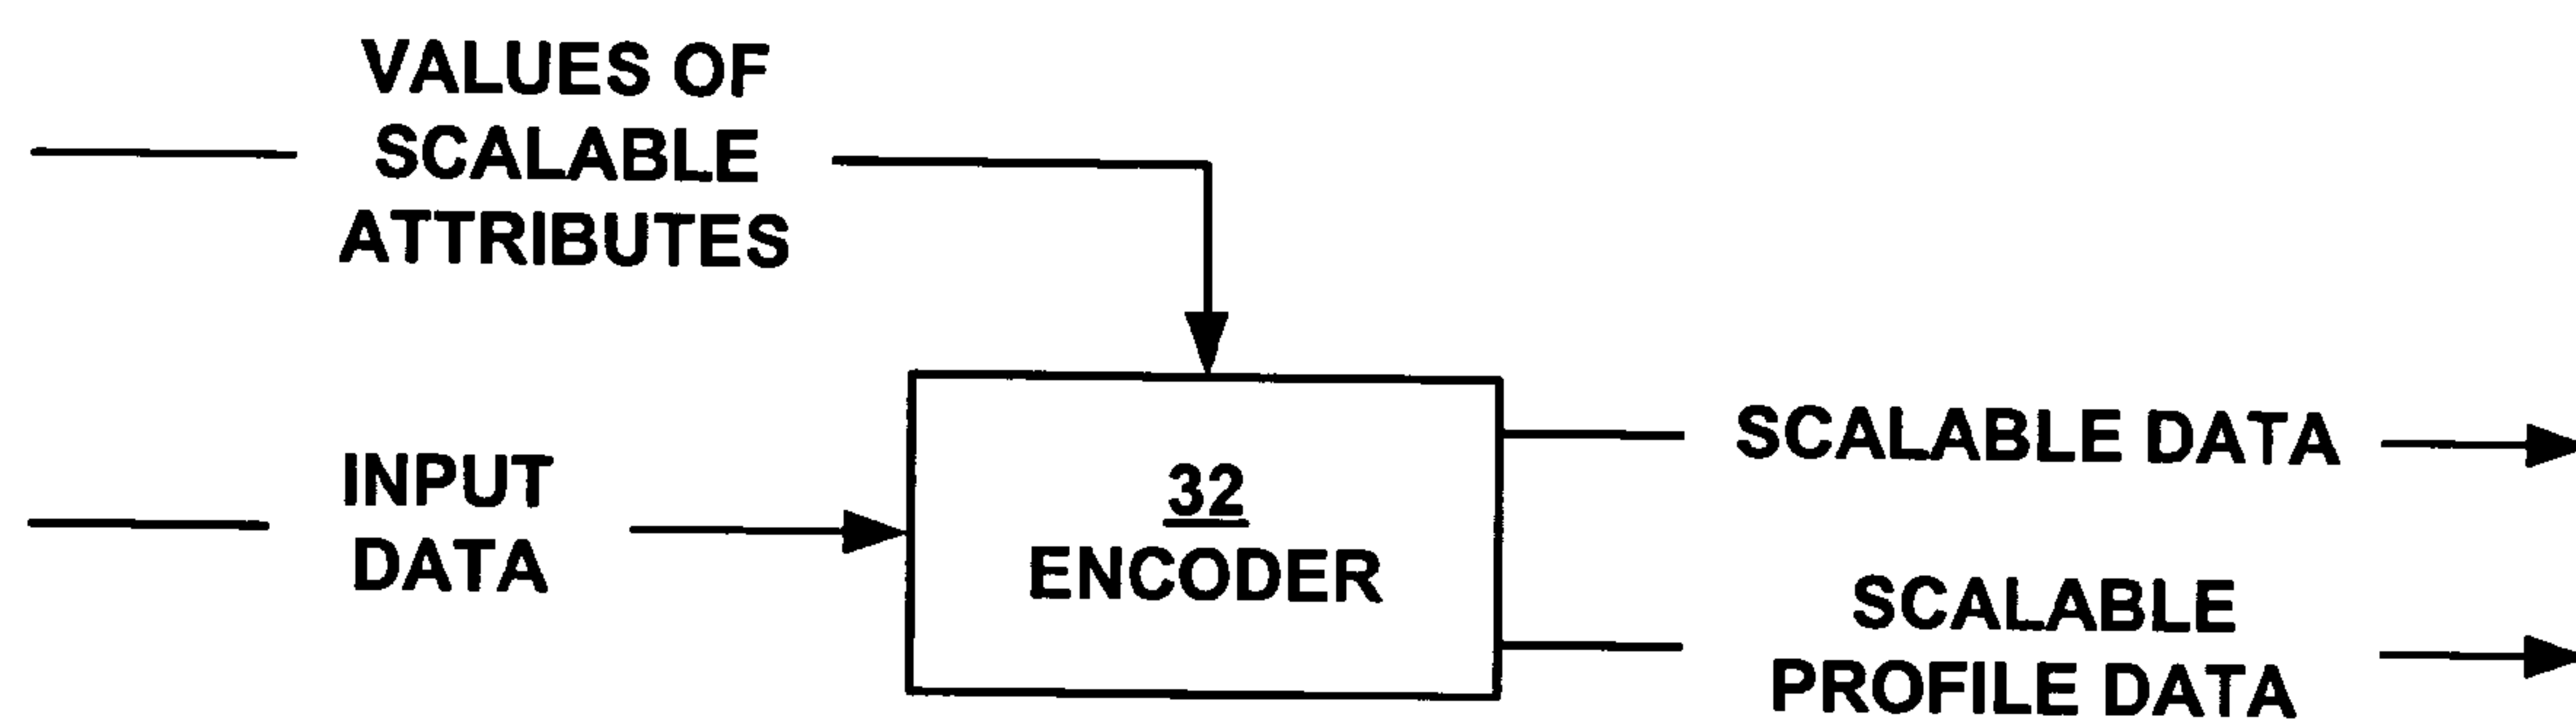 VALUES OF
SCALABLE
ATTRIBUTES
INPUT
DATA
32
ENCODER
SCALABLE DATA
SCALABLE
PROFILE DATA